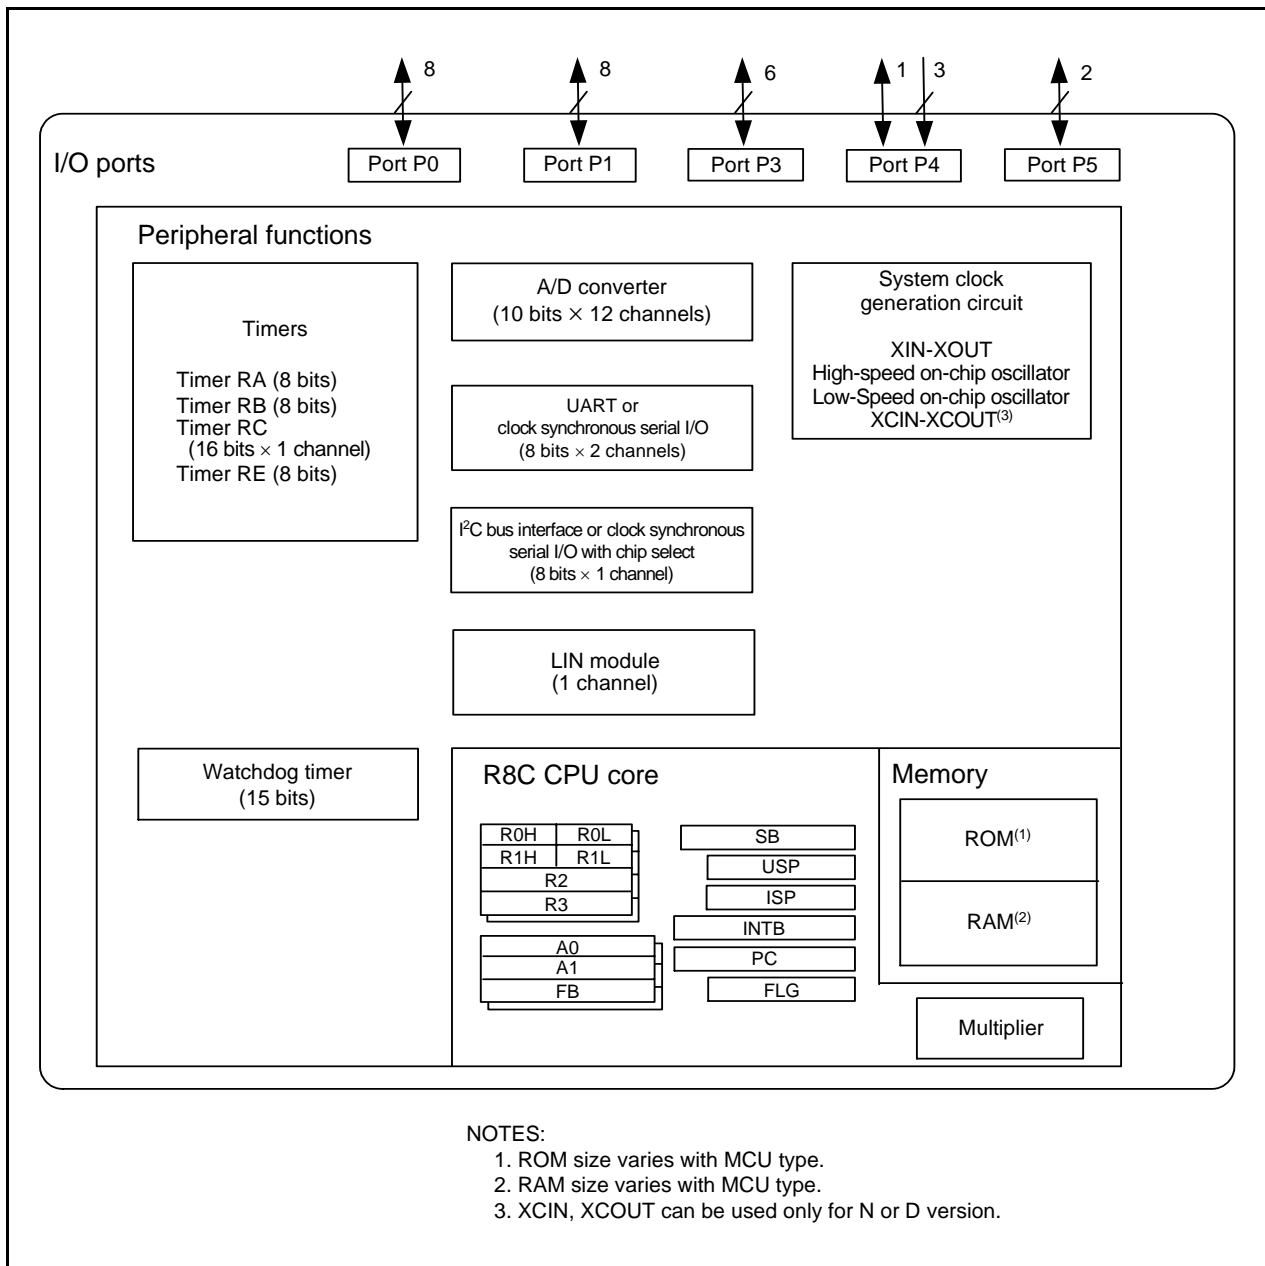 8
8
6
1
3
2
I/O ports
Port P0
Port P1
Port P3
Port P4
Port P5
Peripheral functions
Timers
Timer RA (8 bits)
Timer RB (8 bits)
Timer RC
(16 bits × 1 channel)
Timer RE (8 bits)
A/D converter
(10 bits × 12 channels)
UART or
clock synchronous serial I/O
(8 bits × 2 channels)
I²C bus interface or clock synchronous
serial I/O with chip select
(8 bits × 1 channel)
LIN module
(1 channel)
System clock
generation circuit
XIN-XOUT
High-speed on-chip oscillator
Low-Speed on-chip oscillator
XCIN-XCOUT(3)
Watchdog timer
(15 bits)
R8C CPU core
R0H
R0L
R1H
R1L
R2
R3
A0
A1
FB
SB
USP
ISP
INTB
PC
FLG
Memory
ROM(1)
RAM(2)
Multiplier
NOTES:
1. ROM size varies with MCU type.
2. RAM size varies with MCU type.
3. XCIN, XCOUT can be used only for N or D version.